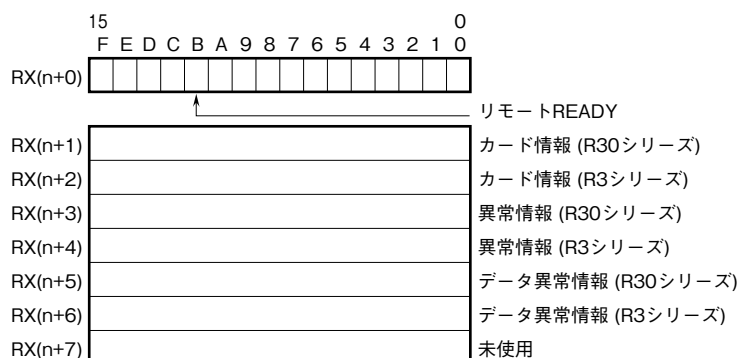 15 0
F E D C B A 9 8 7 6 5 4 3 2 1 0
RX(n+0)
リモートREADY
RX(n+1) カード情報 (R30シリーズ)
RX(n+2) カード情報 (R3シリーズ)
RX(n+3) 異常情報 (R30シリーズ)
RX(n+4) 異常情報 (R3シリーズ)
RX(n+5) データ異常情報 (R30シリーズ)
RX(n+6) データ異常情報 (R3シリーズ)
RX(n+7) 未使用